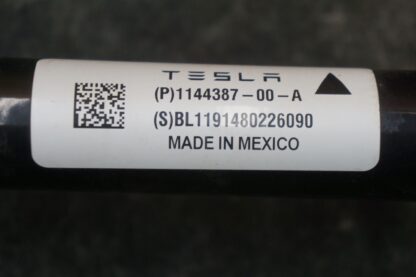 TESLA
(P)1144387-00-A
(S)BL1191480226090
MADE IN MEXICO